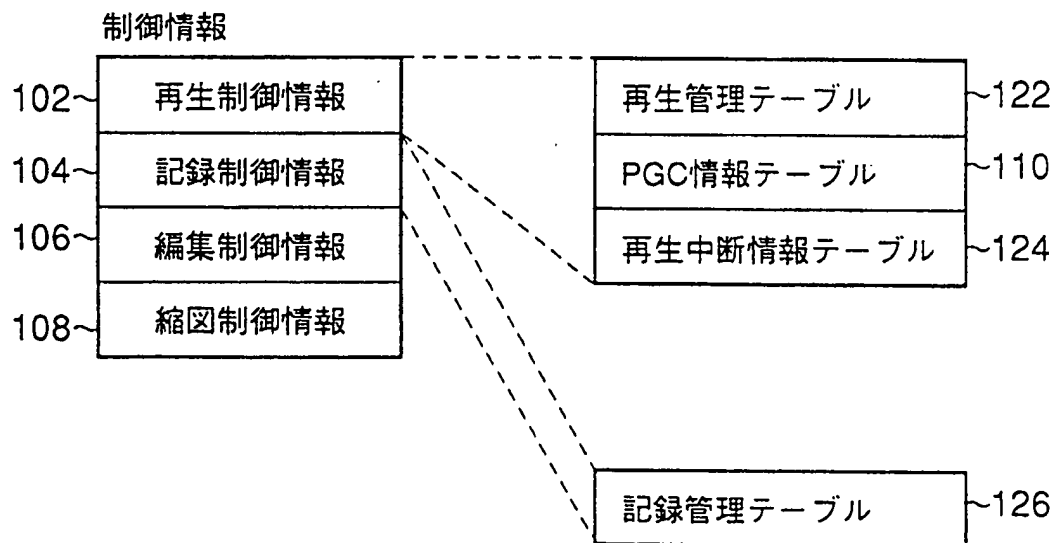 制御情報
102 再生制御情報
104 記録制御情報
106 編集制御情報
108 縮図制御情報
再生管理テーブル 122
PGC情報テーブル 110
再生中断情報テーブル 124
記録管理テーブル 126